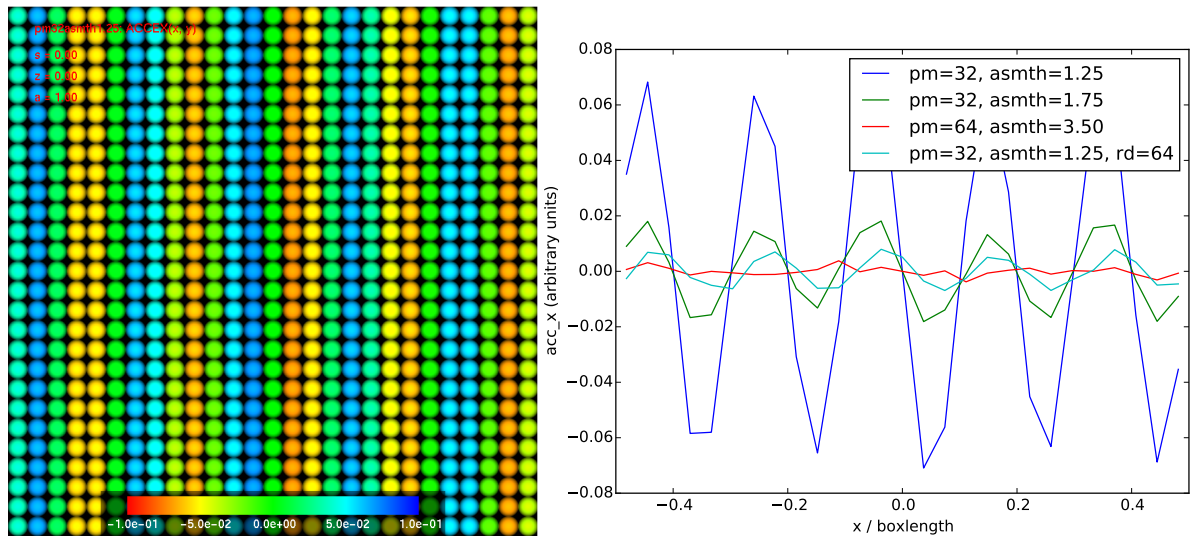 pm32asmth1.25: ACCEX(x, y)
s = 0.00
z = 0.00
a = 1.00
−1.0e−01 −5.0e−02 0.0e+00 5.0e−02 1.0e−01
acc_x (arbitrary units)
0.08
0.06
0.04
0.02
0.00
−0.02
−0.04
−0.06
−0.08
pm=32, asmth=1.25
pm=32, asmth=1.75
pm=64, asmth=3.50
pm=32, asmth=1.25, rd=64
−0.4 −0.2 0.0 0.2 0.4
x / boxlength